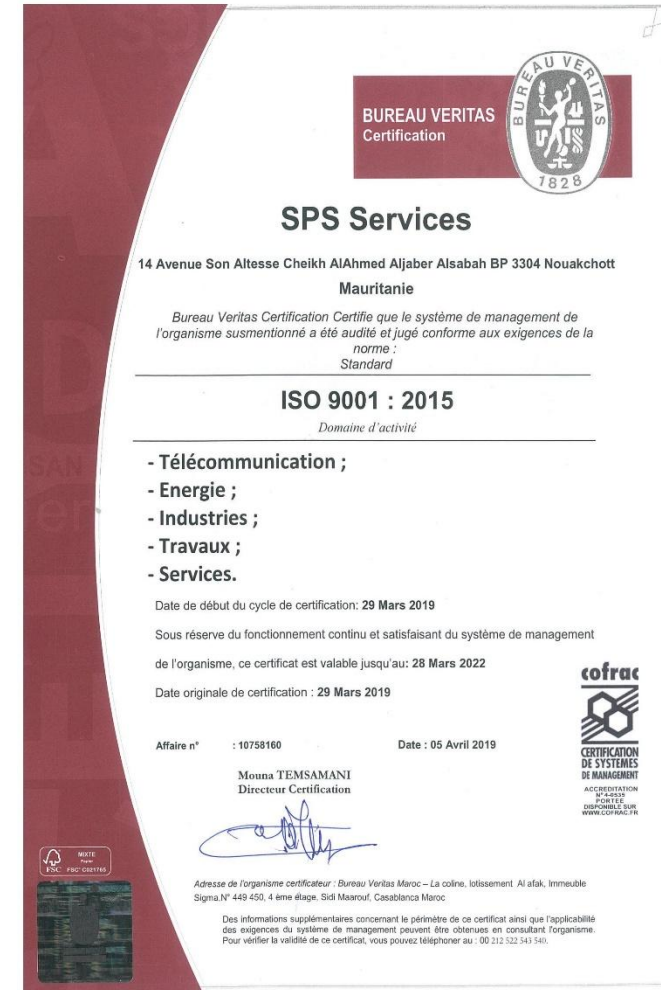 BUREAU VERITAS
Certification
BUREAU VERITAS
1828
SPS Services
14 Avenue Son Altesse Cheikh AlAhmed Aljaber Alsabah BP 3304 Nouakchott
Mauritanie
Bureau Veritas Certification Certifie que le système de management de
l'organisme susmentionné a été audité et jugé conforme aux exigences de la
norme :
Standard
ISO 9001 : 2015
Domaine d'activité
- Télécommunication ;
- Energie ;
- Industries ;
- Travaux ;
- Services.
Date de début du cycle de certification: 29 Mars 2019
Sous réserve du fonctionnement continu et satisfaisant du système de management
de l'organisme, ce certificat est valable jusqu'au: 28 Mars 2022
Date originale de certification : 29 Mars 2019
cofrac
CERTIFICATION
DE SYSTEMES
DE MANAGEMENT
ACCREDITATION
N° 4-0535
PORTEE
DISPONIBLE SUR
WWW.COFRAC.FR
Affaire n° : 10758160 Date : 05 Avril 2019
Mouna TEMSAMANI
Directeur Certification
MIXTE
Papier
FSC FSC® C021765
Adresse de l'organisme certificateur : Bureau Veritas Maroc – La coline, lotissement Al afak, Immeuble
Sigma,N° 449 450, 4 ème étage, Sidi Maarouf, Casablanca Maroc
Des informations supplémentaires concernant le périmètre de ce certificat ainsi que l'applicabilité
des exigences du système de management peuvent être obtenues en consultant l'organisme.
Pour vérifier la validité de ce certificat, vous pouvez téléphoner au : 00 212 522 543 540.